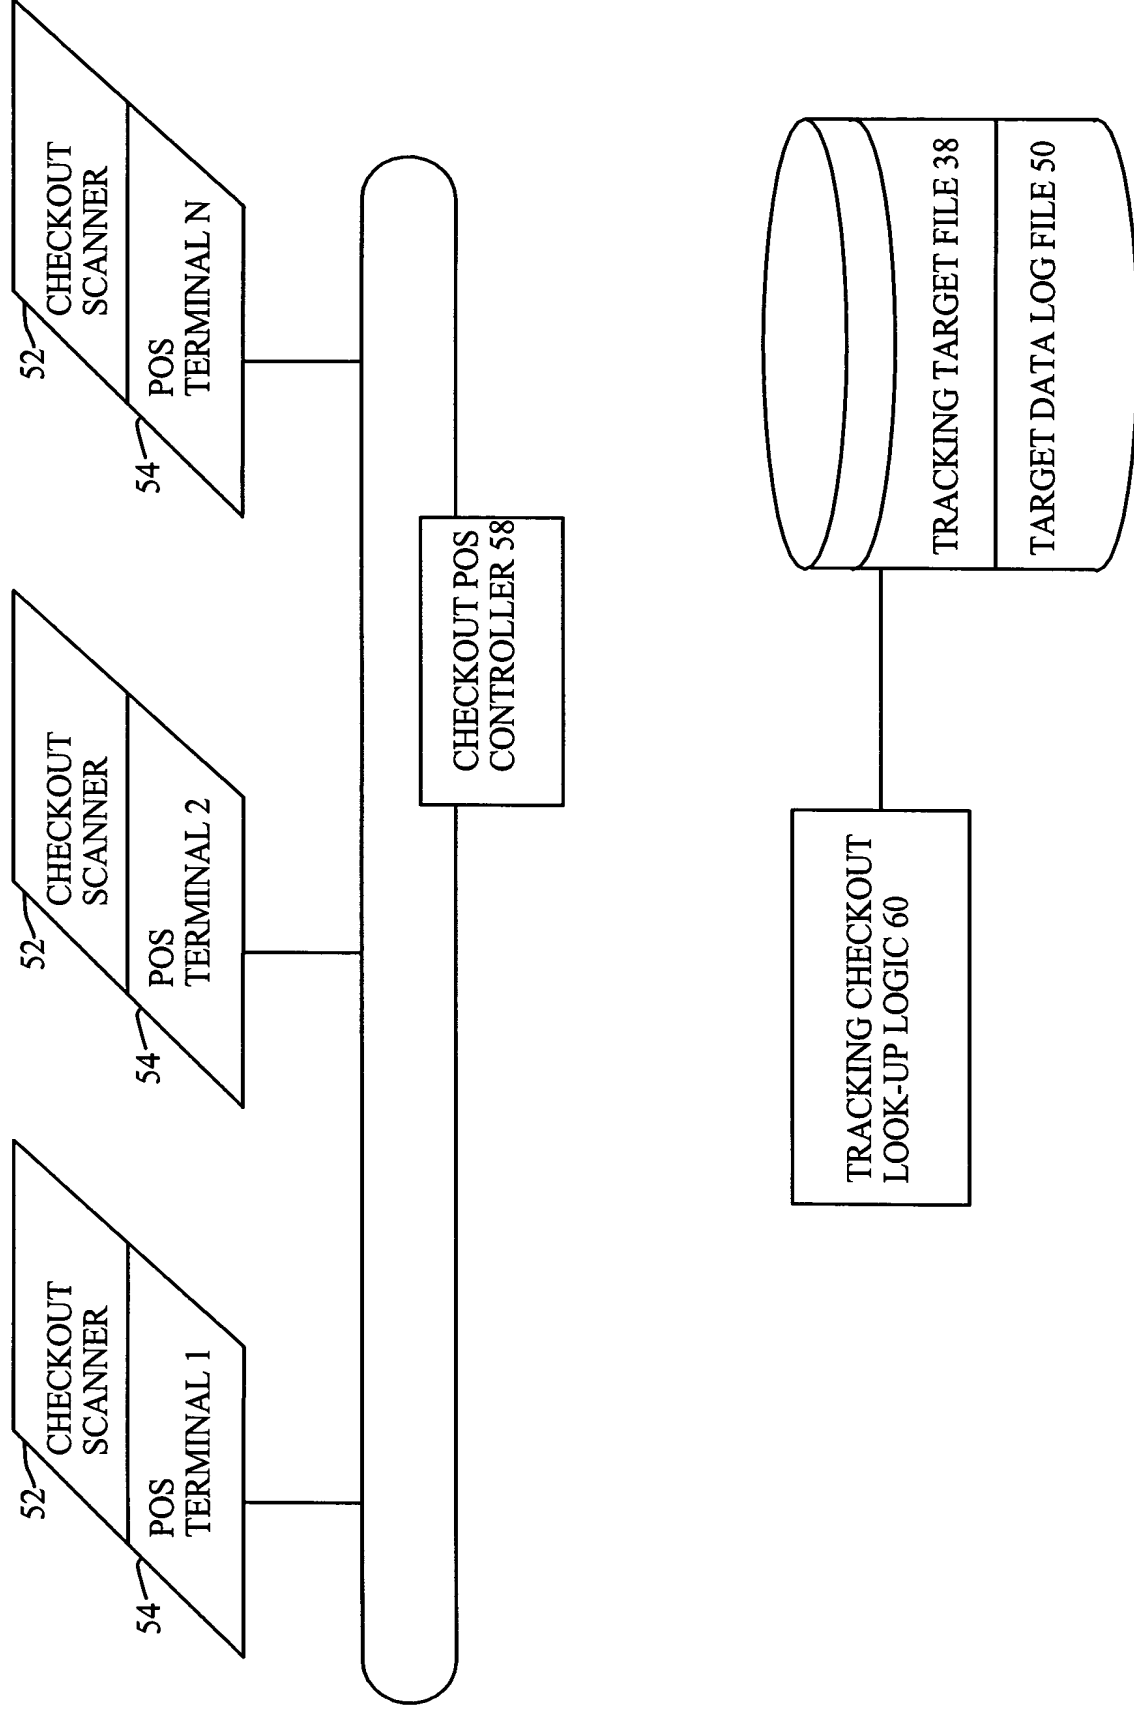 52
CHECKOUT
SCANNER
54
POS
TERMINAL 1
52
CHECKOUT
SCANNER
54
POS
TERMINAL 2
52
CHECKOUT
SCANNER
54
POS
TERMINAL N
CHECKOUT POS
CONTROLLER 58
TRACKING CHECKOUT
LOOK-UP LOGIC 60
TRACKING TARGET FILE 38
TARGET DATA LOG FILE 50